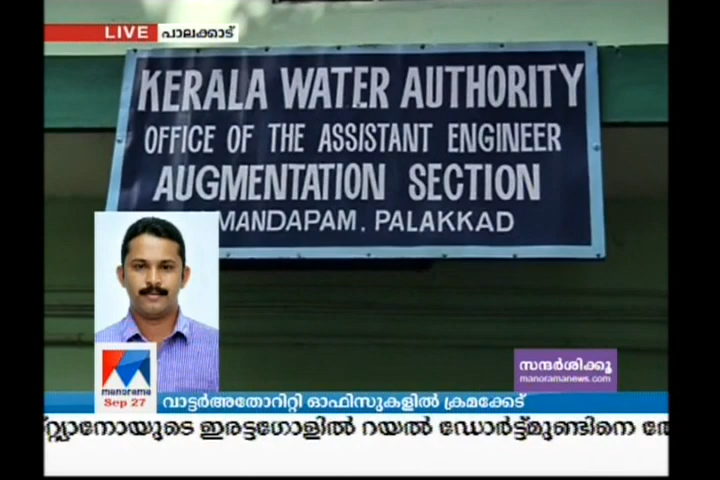 LIVE പാലക്കാട്
KERALA WATER AUTHORITY
OFFICE OF THE ASSISTANT ENGINEER
AUGMENTATION SECTION
MANDAPAM, PALAKKAD
സന്ദർശിക്കൂ
manoramanews.com
manorama
Sep 27
വാട്ടർഅതോറിറ്റി ഓഫിസുകളിൽ ക്രമക്കേട്
ഇരട്ടഗോളിൽ റയൽ ഡോർട്ട്മുണ്ടിനെ